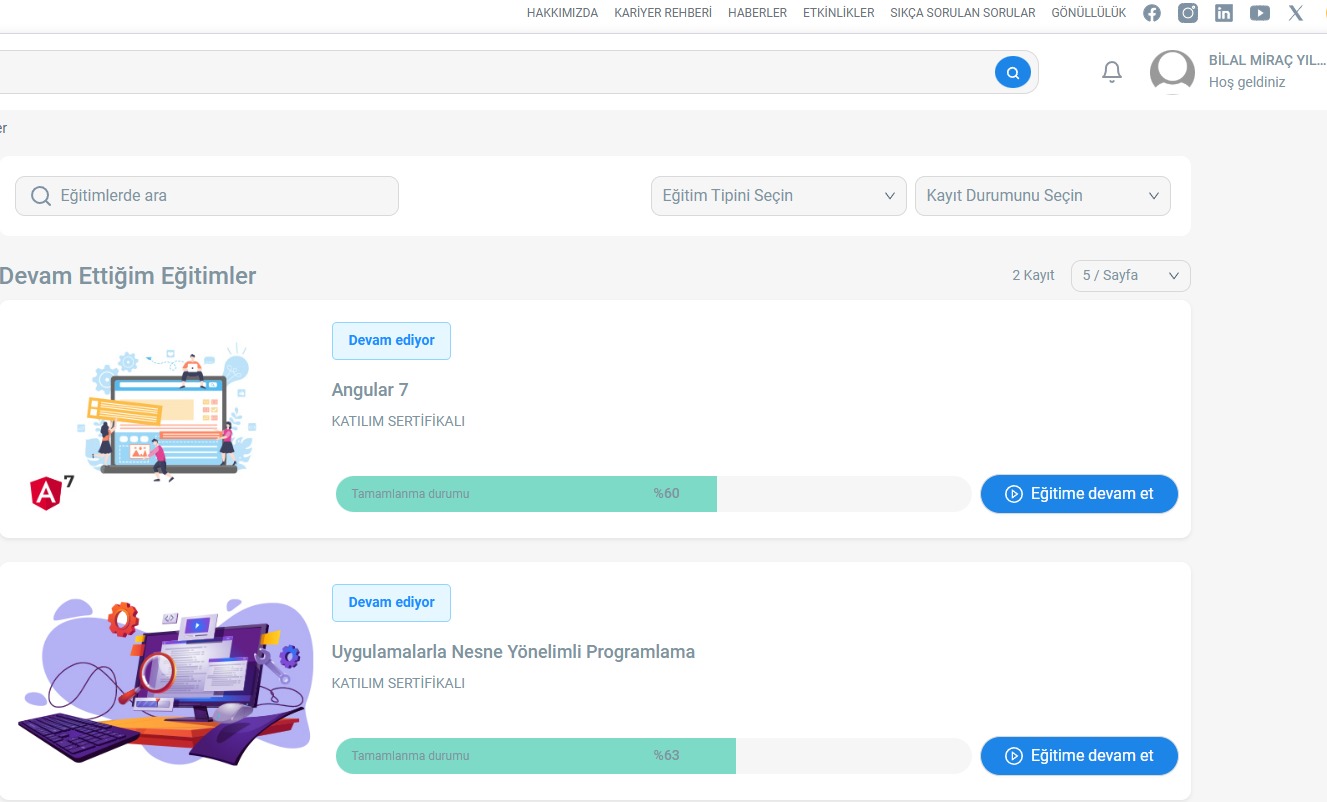 HAKKIMIZDA KARİYER REHBERİ HABERLER ETKİNLİKLER SIKÇA SORULAN SORULAR GÖNÜLLÜLÜK
BİLAL MİRAÇ YIL...
Hoş geldiniz
er
Eğitimlerde ara
Eğitim Tipini Seçin
Kayıt Durumunu Seçin
Devam Ettiğim Eğitimler
2 Kayıt
5 / Sayfa
Devam ediyor
Angular 7
KATILIM SERTİFİKALI
A 7
Tamamlanma durumu %60
Eğitime devam et
Devam ediyor
Uygulamalarla Nesne Yönelimli Programlama
KATILIM SERTİFİKALI
Tamamlanma durumu %63
Eğitime devam et